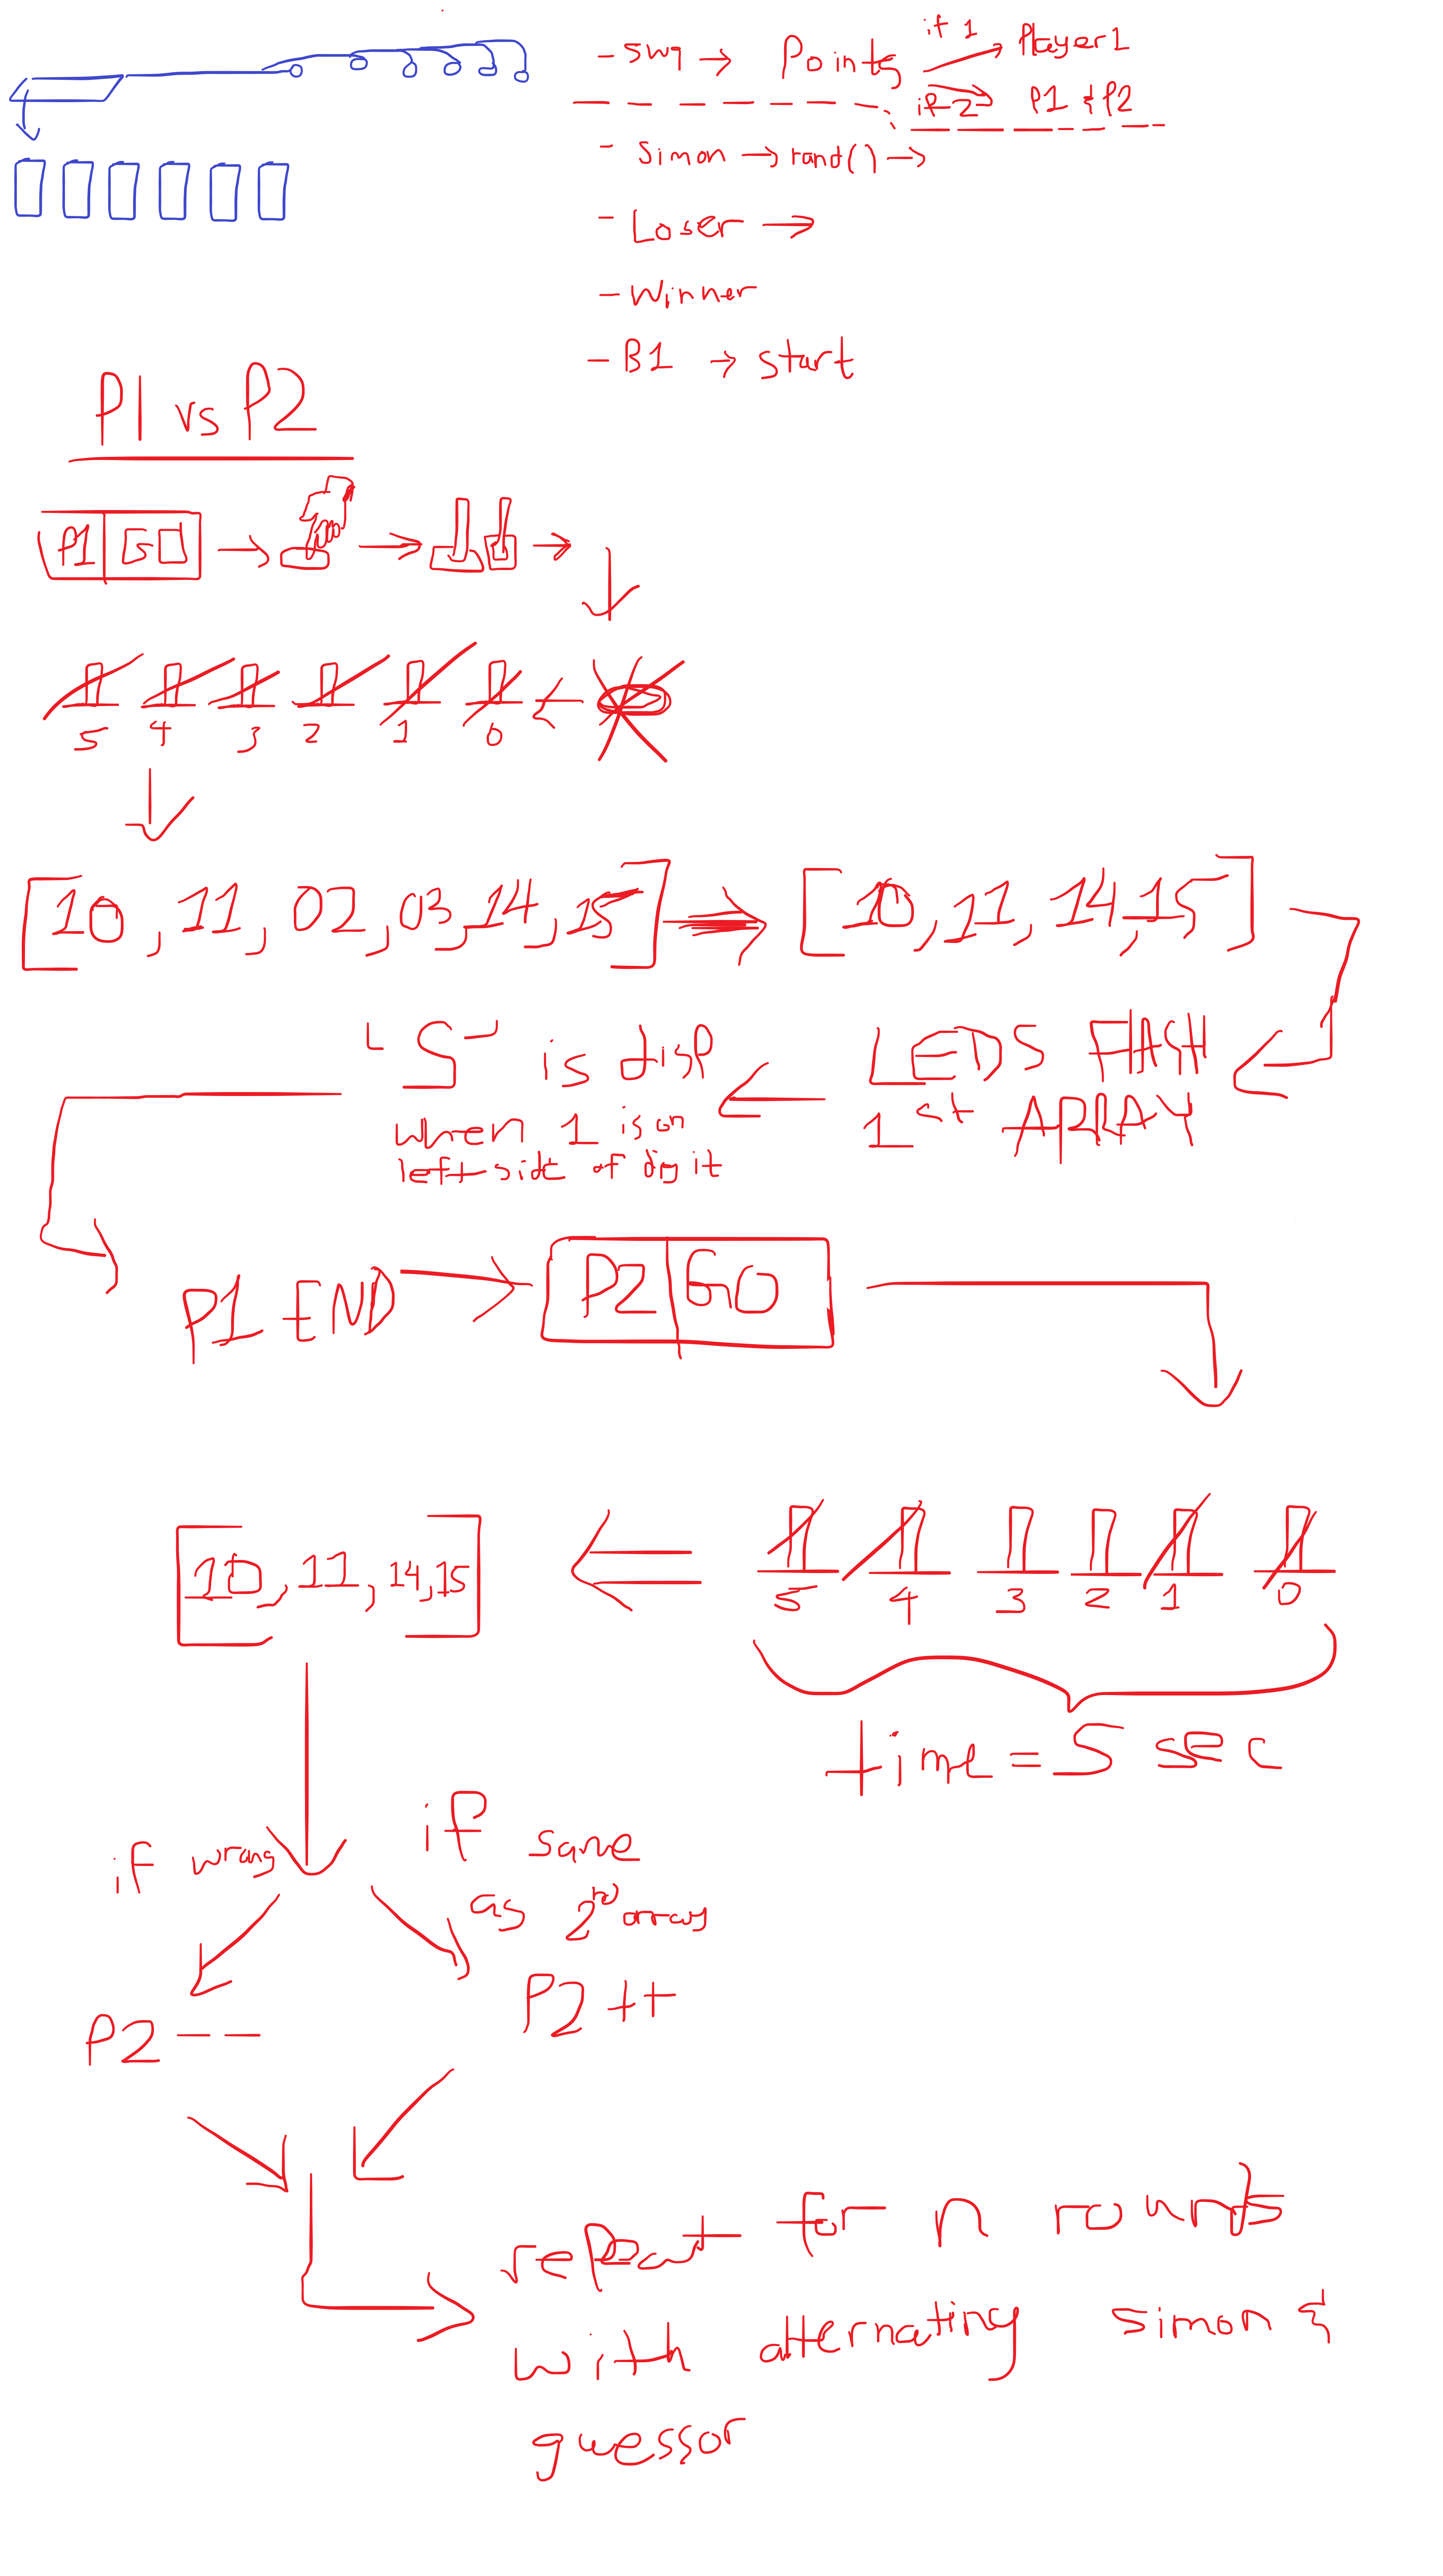 - SW9 → Points if 1 → Player 1
if 2 → P1 & P2
- Simon → rand() →
- Loser →
- Winner
- B1 → start
P1 vs P2
P1 | GO
5 4 3 2 1 0
[10, 11, 02, 03, 14, 15] → [10, 11, 14, 15]
LEDS FLASH
1st ARRAY
"S" is disp
when 1 is on
left side of digit
P1 END → P2 | GO
5 4 3 2 1 0
time = 5 sec
[10, 11, 14, 15]
if wrong
if same
as 2nd array
P2 --
P2 ++
repeat for n rounds
with alternating simon &
guessor